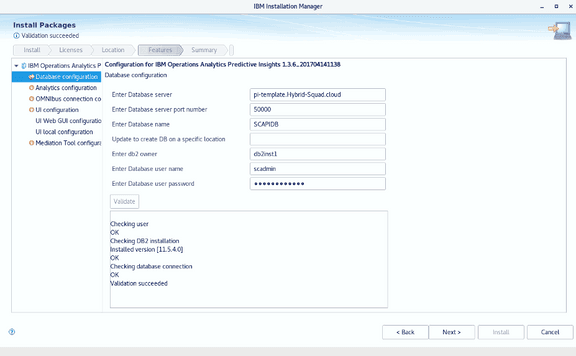 IBM Installation Manager
Install Packages
Validation succeeded
Install
Licenses
Location
Features
Summary
IBM Operations Analytics P
Database configuration
Analytics configuration
OMNIbus connection co
UI configuration
UI Web GUI configuratio
UI local configuration
Mediation Tool configura
Configuration for IBM Operations Analytics Predictive Insights 1.3.6., 201704141138
Database configuration
Enter Database server
pi-template.Hybrid-Squad.cloud
Enter Database server port number
50000
Enter Database name
SCAPIDB
Update to create DB on a specific location
Enter db2 owner
db2inst1
Enter Database user name
scadmin
Enter Database user password
••••••••••••
Validate
Checking user
OK
Checking DB2 installation
Installed version [11.5.4.0]
OK
Checking database connection
OK
Validation succeeded
< Back
Next >
Install
Cancel